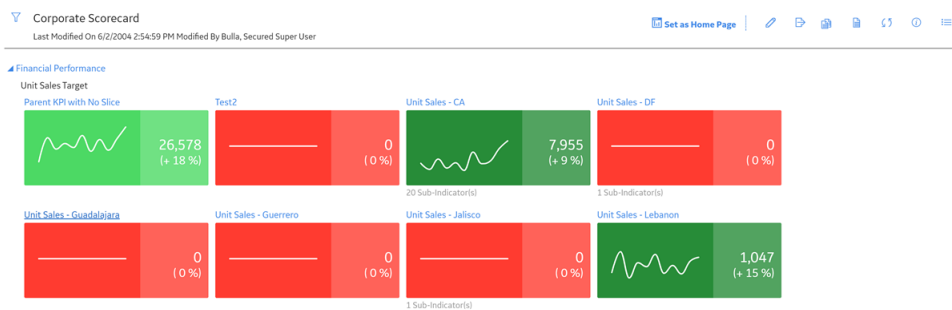 Corporate Scorecard
Set as Home Page
Last Modified On 6/2/2004 2:54:59 PM Modified By Bulla, Secured Super User
Financial Performance
Unit Sales Target
Parent KPI with No Slice
Test2
Unit Sales - CA
Unit Sales - DF
26,578
(+ 18 %)
0
( 0 %)
7,955
(+ 9 %)
0
( 0 %)
20 Sub-Indicator(s)
1 Sub-Indicator(s)
Unit Sales - Guadalajara
Unit Sales - Guerrero
Unit Sales - Jalisco
Unit Sales - Lebanon
0
( 0 %)
0
( 0 %)
0
( 0 %)
1,047
(+ 15 %)
1 Sub-Indicator(s)